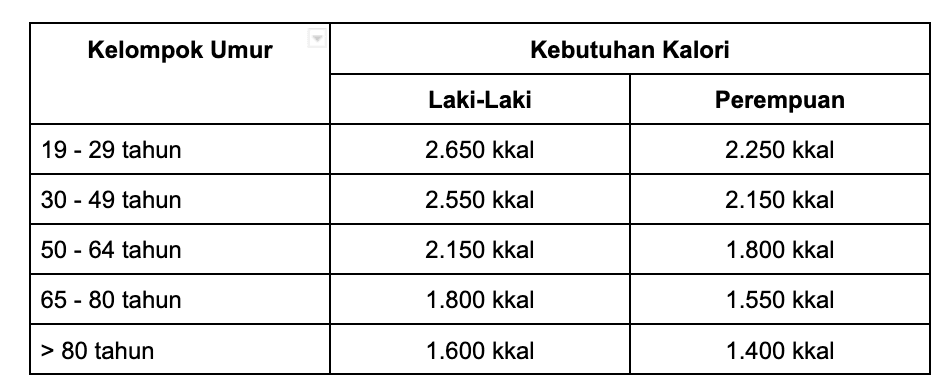 Kelompok Umur Kebutuhan Kalori
Laki-Laki Perempuan
19 - 29 tahun 2.650 kkal 2.250 kkal
30 - 49 tahun 2.550 kkal 2.150 kkal
50 - 64 tahun 2.150 kkal 1.800 kkal
65 - 80 tahun 1.800 kkal 1.550 kkal
> 80 tahun 1.600 kkal 1.400 kkal